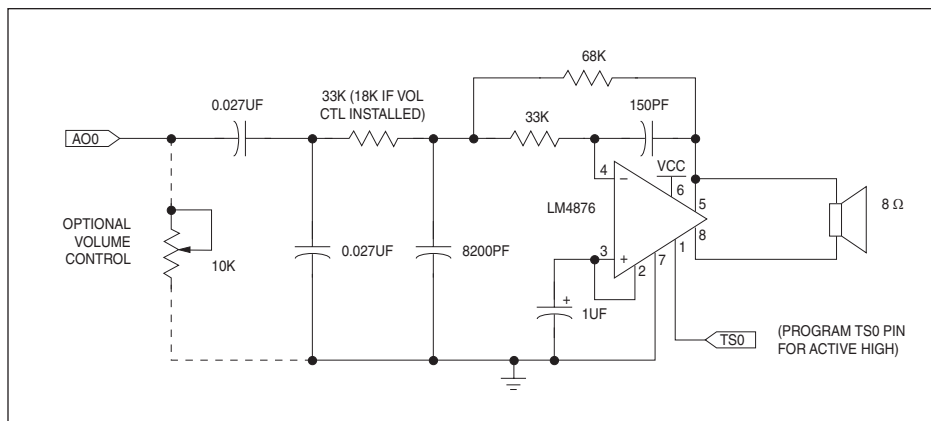 68K
33K (18K IF VOL
CTL INSTALLED)
0.027UF
33K
150PF
AO0
VCC
4
−
6
LM4876
5
8
8 Ω
OPTIONAL
VOLUME
CONTROL
10K
0.027UF
8200PF
3
+
2
7
1
+
1UF
TS0
(PROGRAM TS0 PIN
FOR ACTIVE HIGH)